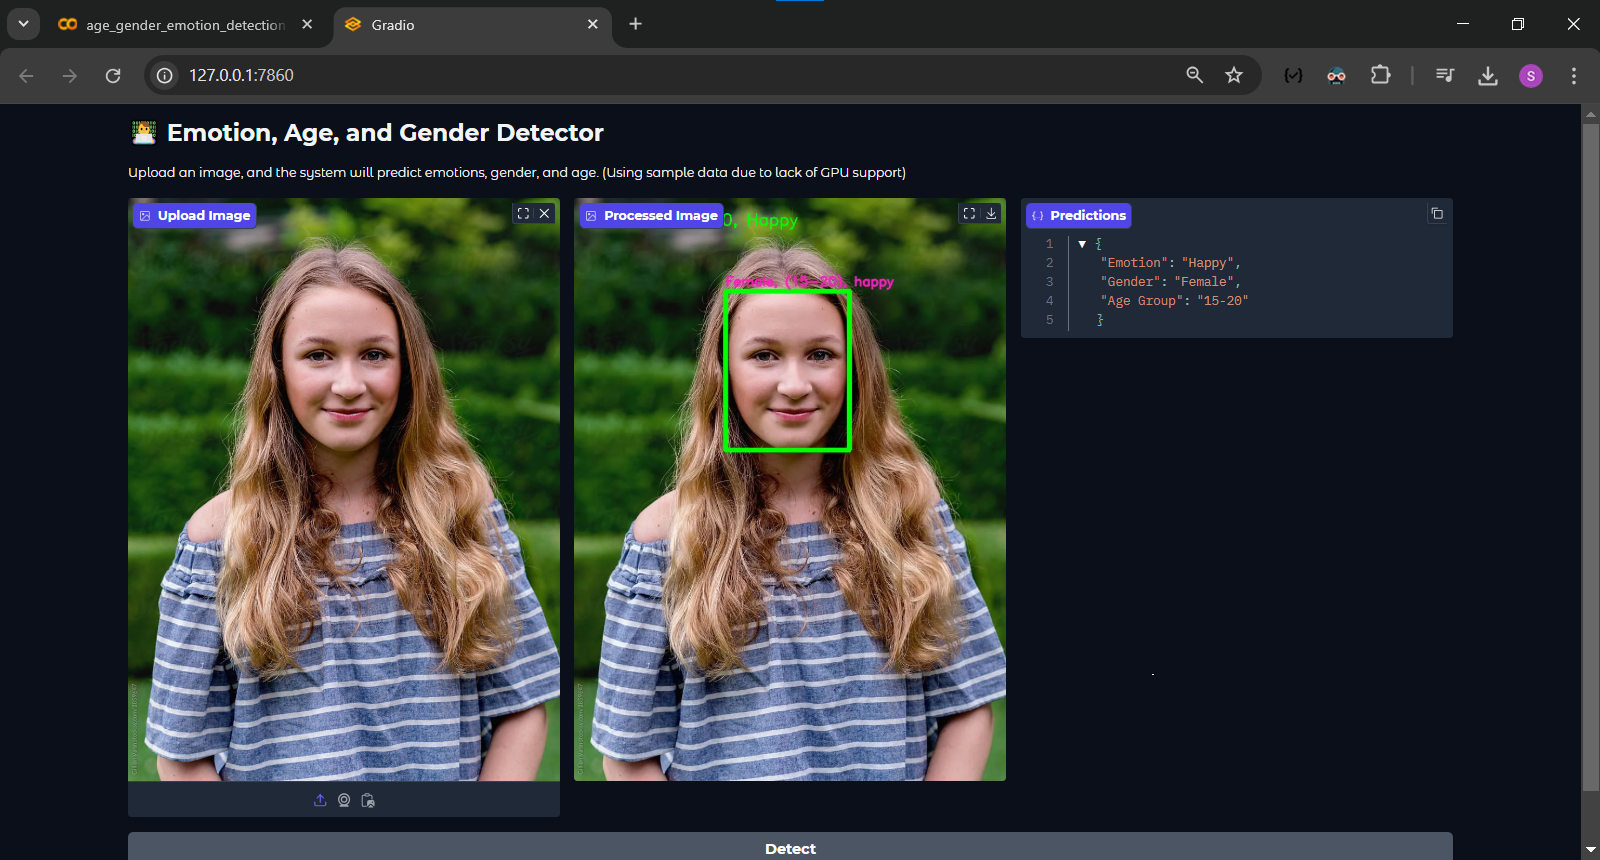 age_gender_emotion_detection
Gradio
127.0.0.1:7860
S
Emotion, Age, and Gender Detector
Upload an image, and the system will predict emotions, gender, and age. (Using sample data due to lack of GPU support)
Upload Image
Processed Image
0, Happy
Female, (15-20), happy
Predictions
1 {
2 "Emotion": "Happy",
3 "Gender": "Female",
4 "Age Group": "15-20"
5 }
Detect